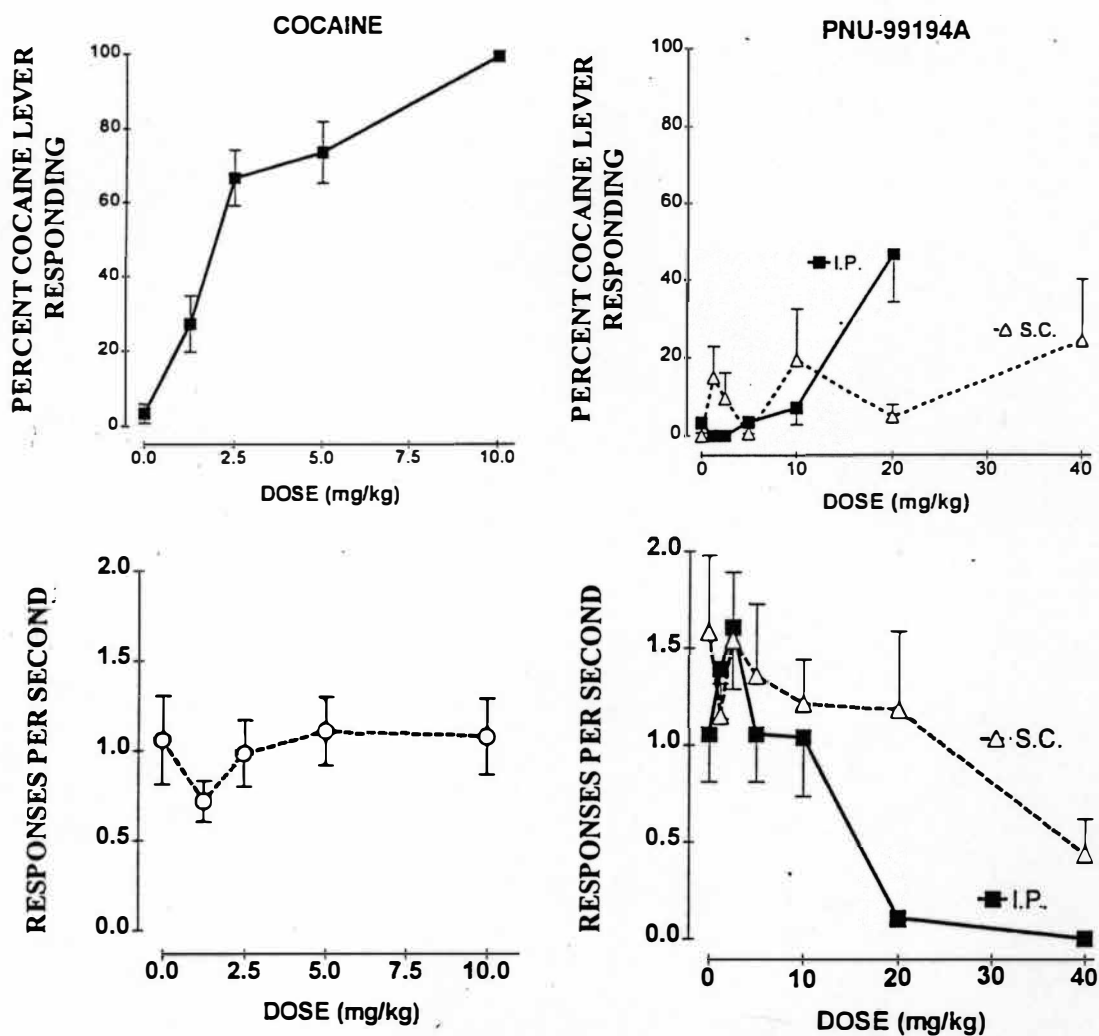 COCAINE
PERCENT COCAINE LEVER
RESPONDING
100
80
60
40
20
0
0.0 2.5 5.0 7.5 10.0
DOSE (mg/kg)
PNU-99194A
PERCENT COCAINE LEVER
RESPONDING
100
80
60
40
20
0
I.P.
S.C.
0 10 20 30 40
DOSE (mg/kg)
RESPONSES PER SECOND
2.0
1.5
1.0
0.5
0.0
0.0 2.5 5.0 7.5 10.0
DOSE (mg/kg)
RESPONSES PER SECOND
2.0
1.5
1.0
0.5
0.0
S.C.
I.P.
0 10 20 30 40
DOSE (mg/kg)